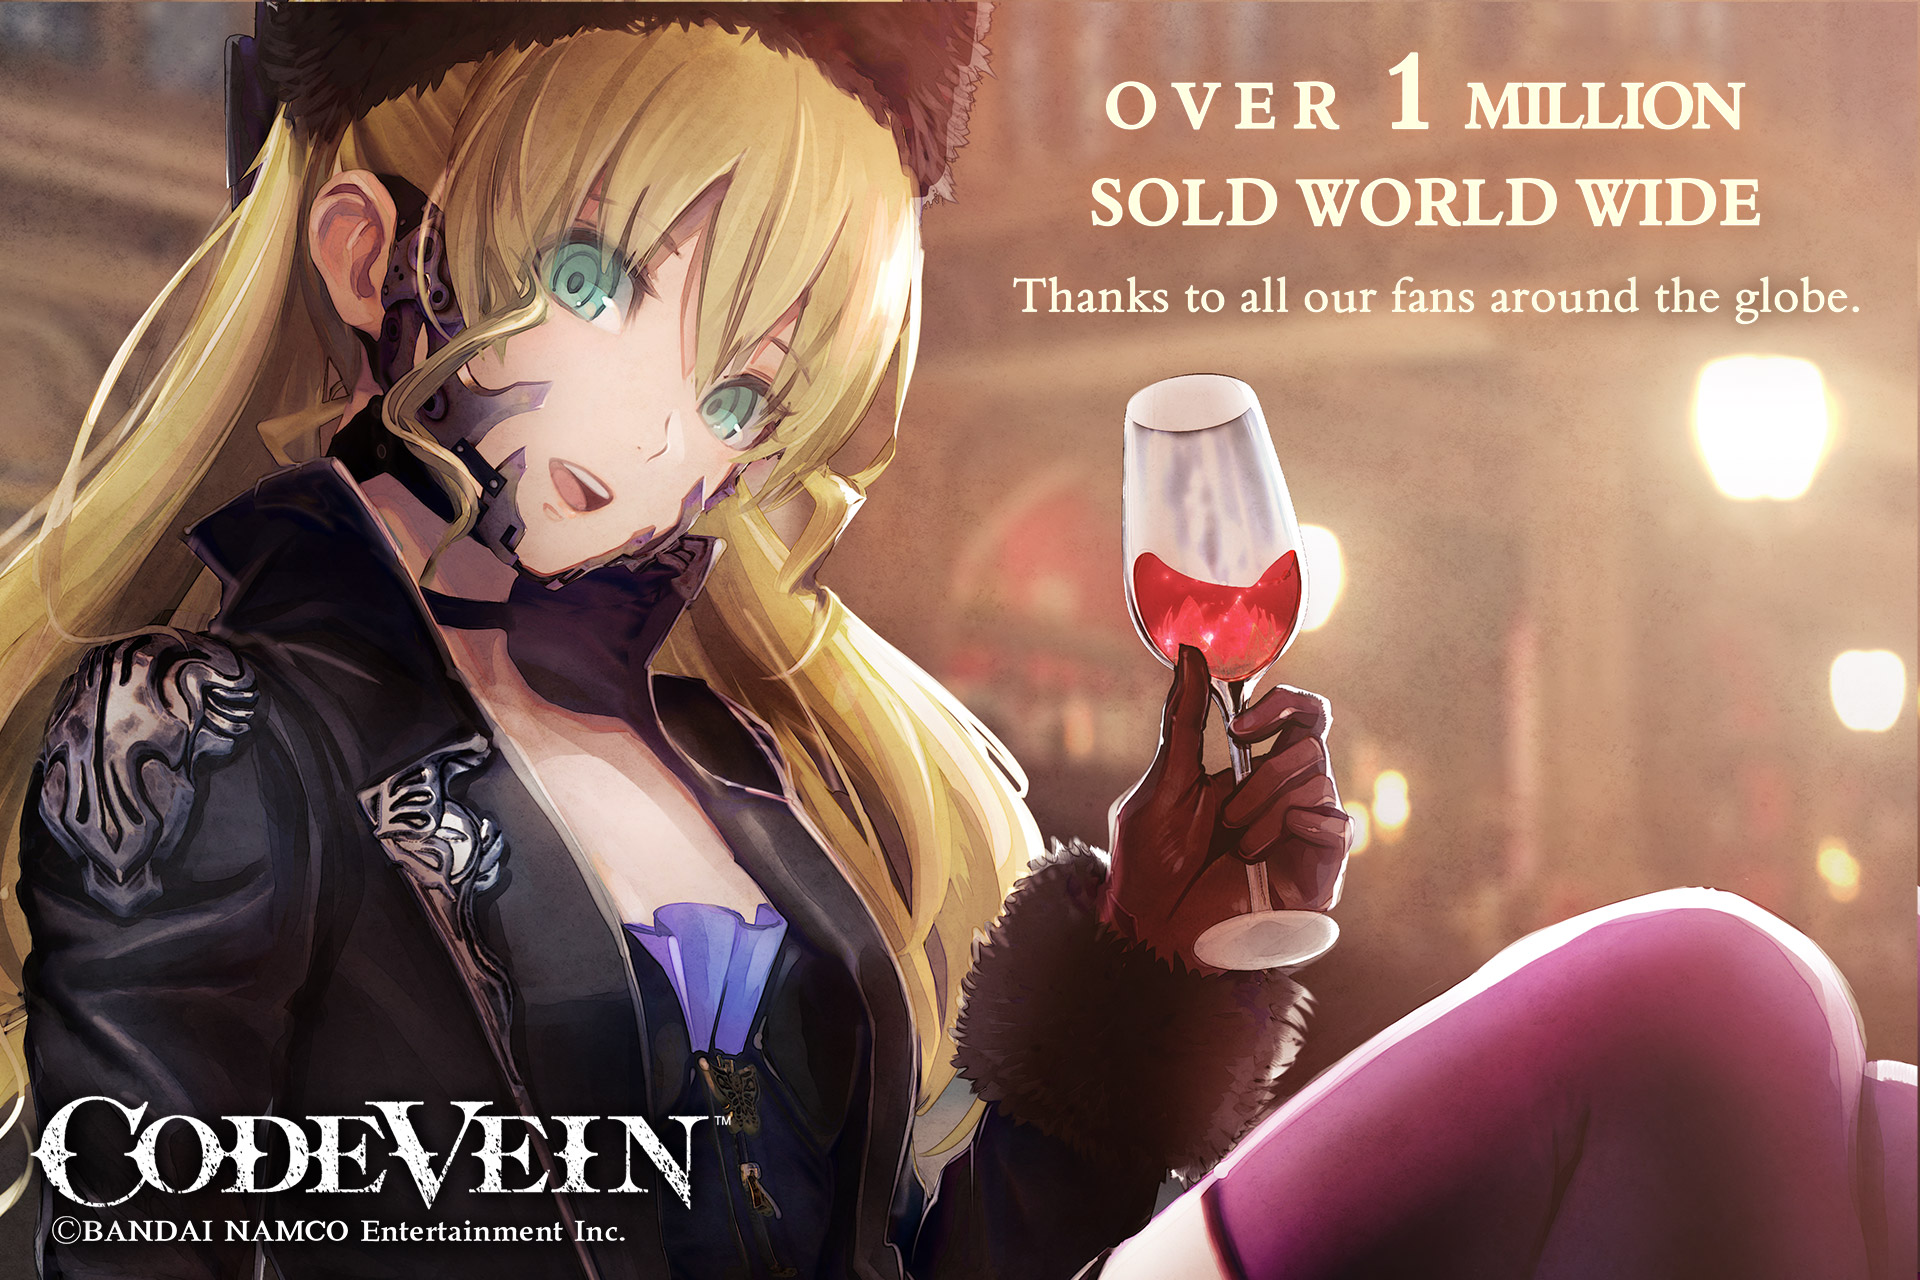 OVER 1 MILLION
SOLD WORLD WIDE
Thanks to all our fans around the globe.
CODE VEIN™
©BANDAI NAMCO Entertainment Inc.